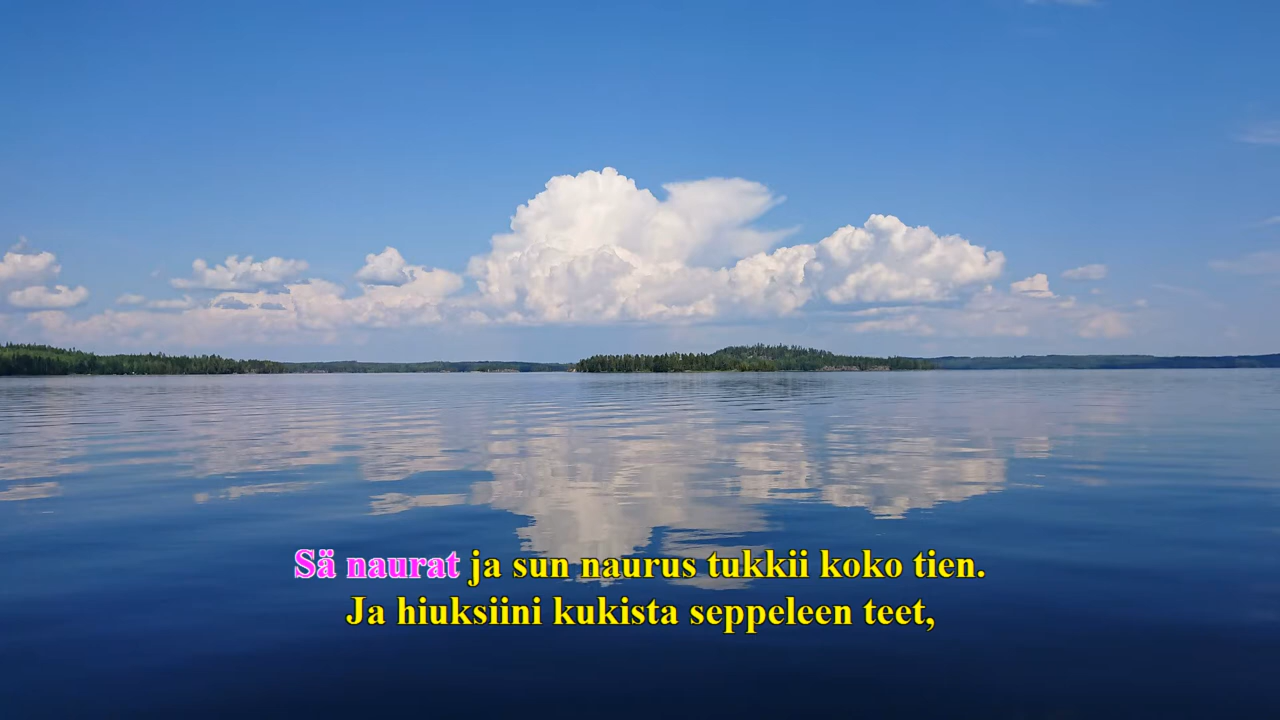 Sä naurat ja sun naurus tukkii koko tien.
Ja hiuksiini kukista seppeleen teet,